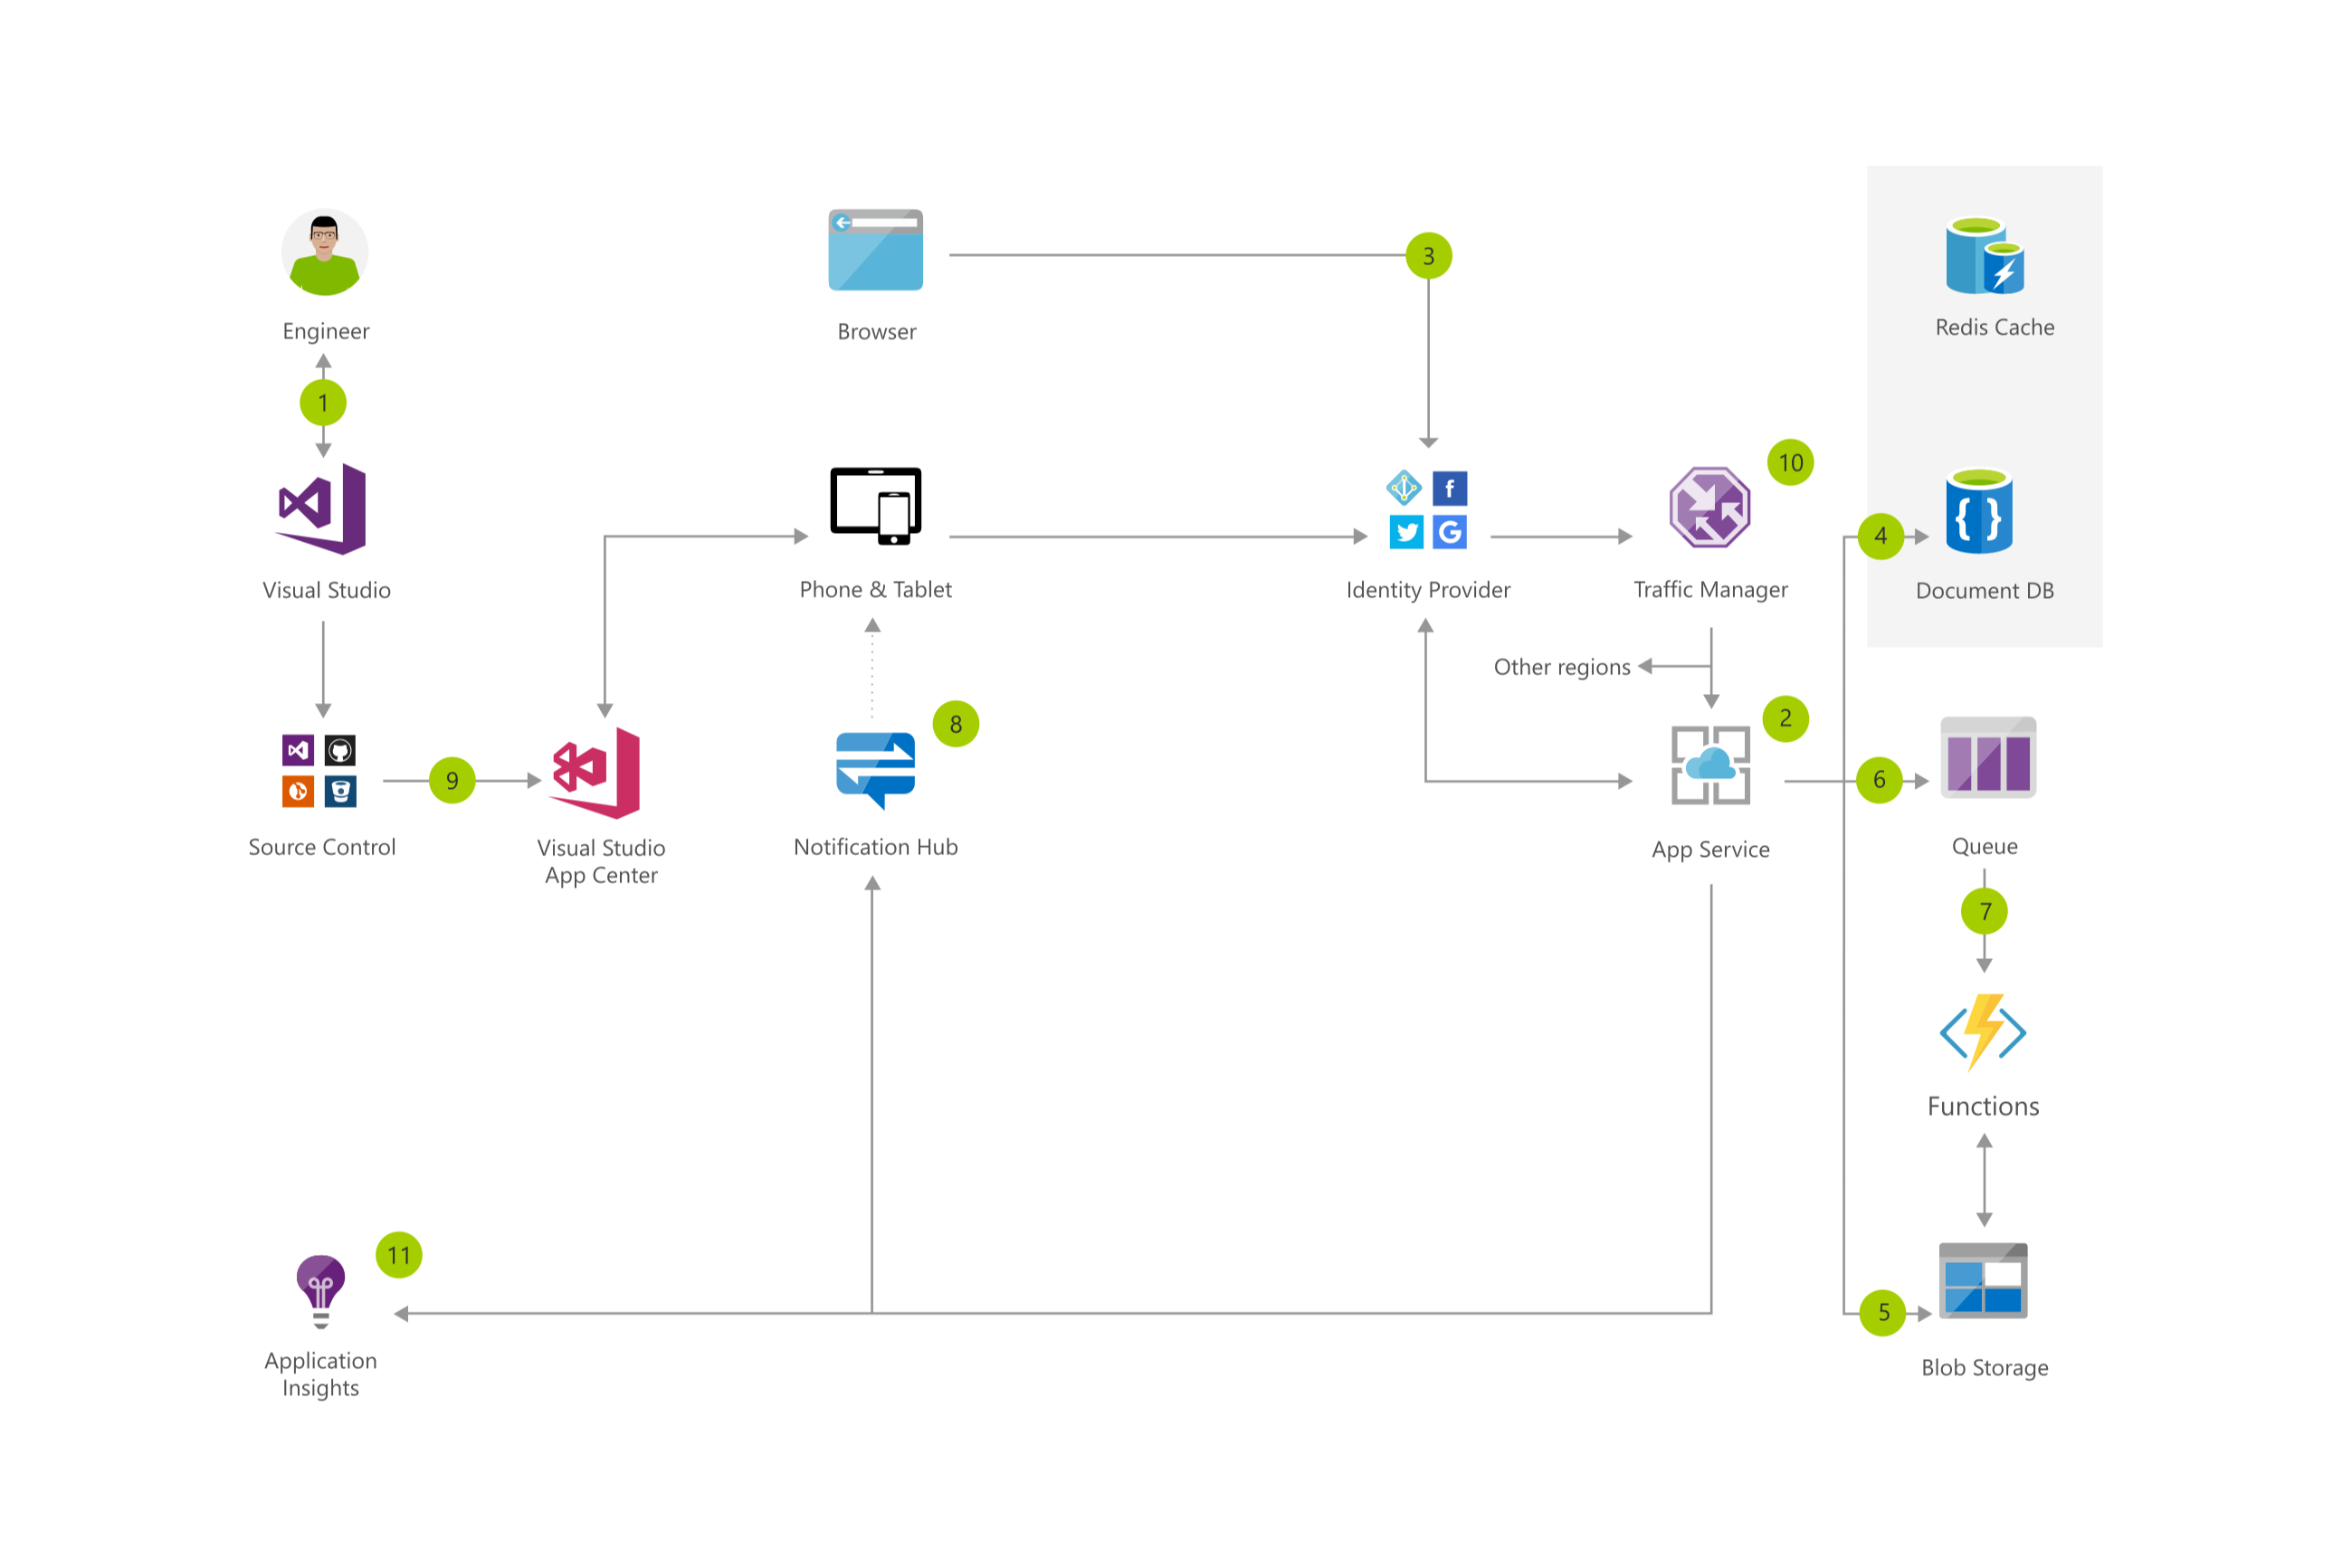 Engineer
Browser
3
Redis Cache
1
10
Visual Studio
Phone & Tablet
f
G
Identity Provider
Traffic Manager
4
{ }
Document DB
Other regions
8
2
9
6
Source Control
Visual Studio
App Center
Notification Hub
App Service
Queue
7
Functions
11
5
Application
Insights
Blob Storage